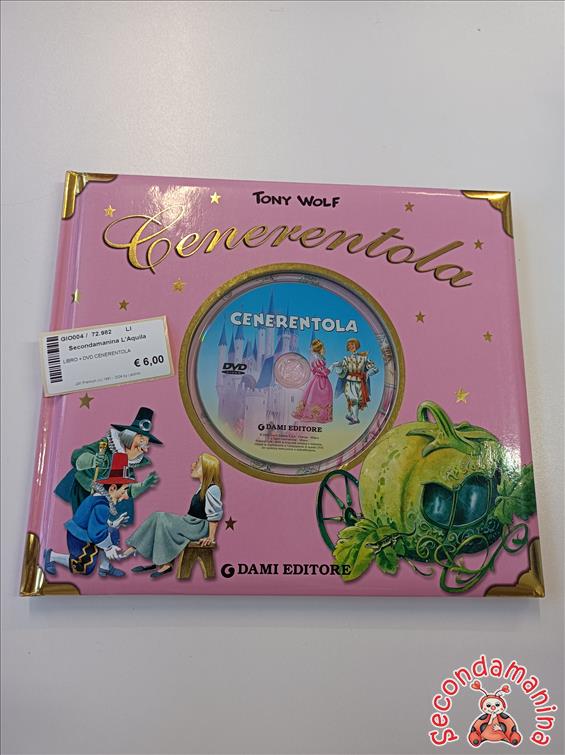 TONY WOLF
Cenerentola
CENERENTOLA
DVD
VIDEO
DAMI EDITORE
GIO004 / 72.982 LI
Secondamanina L'Aquila
LIBRO + DVD CENERENTOLA
€ 6,00
DAMI EDITORE
Secondamanina